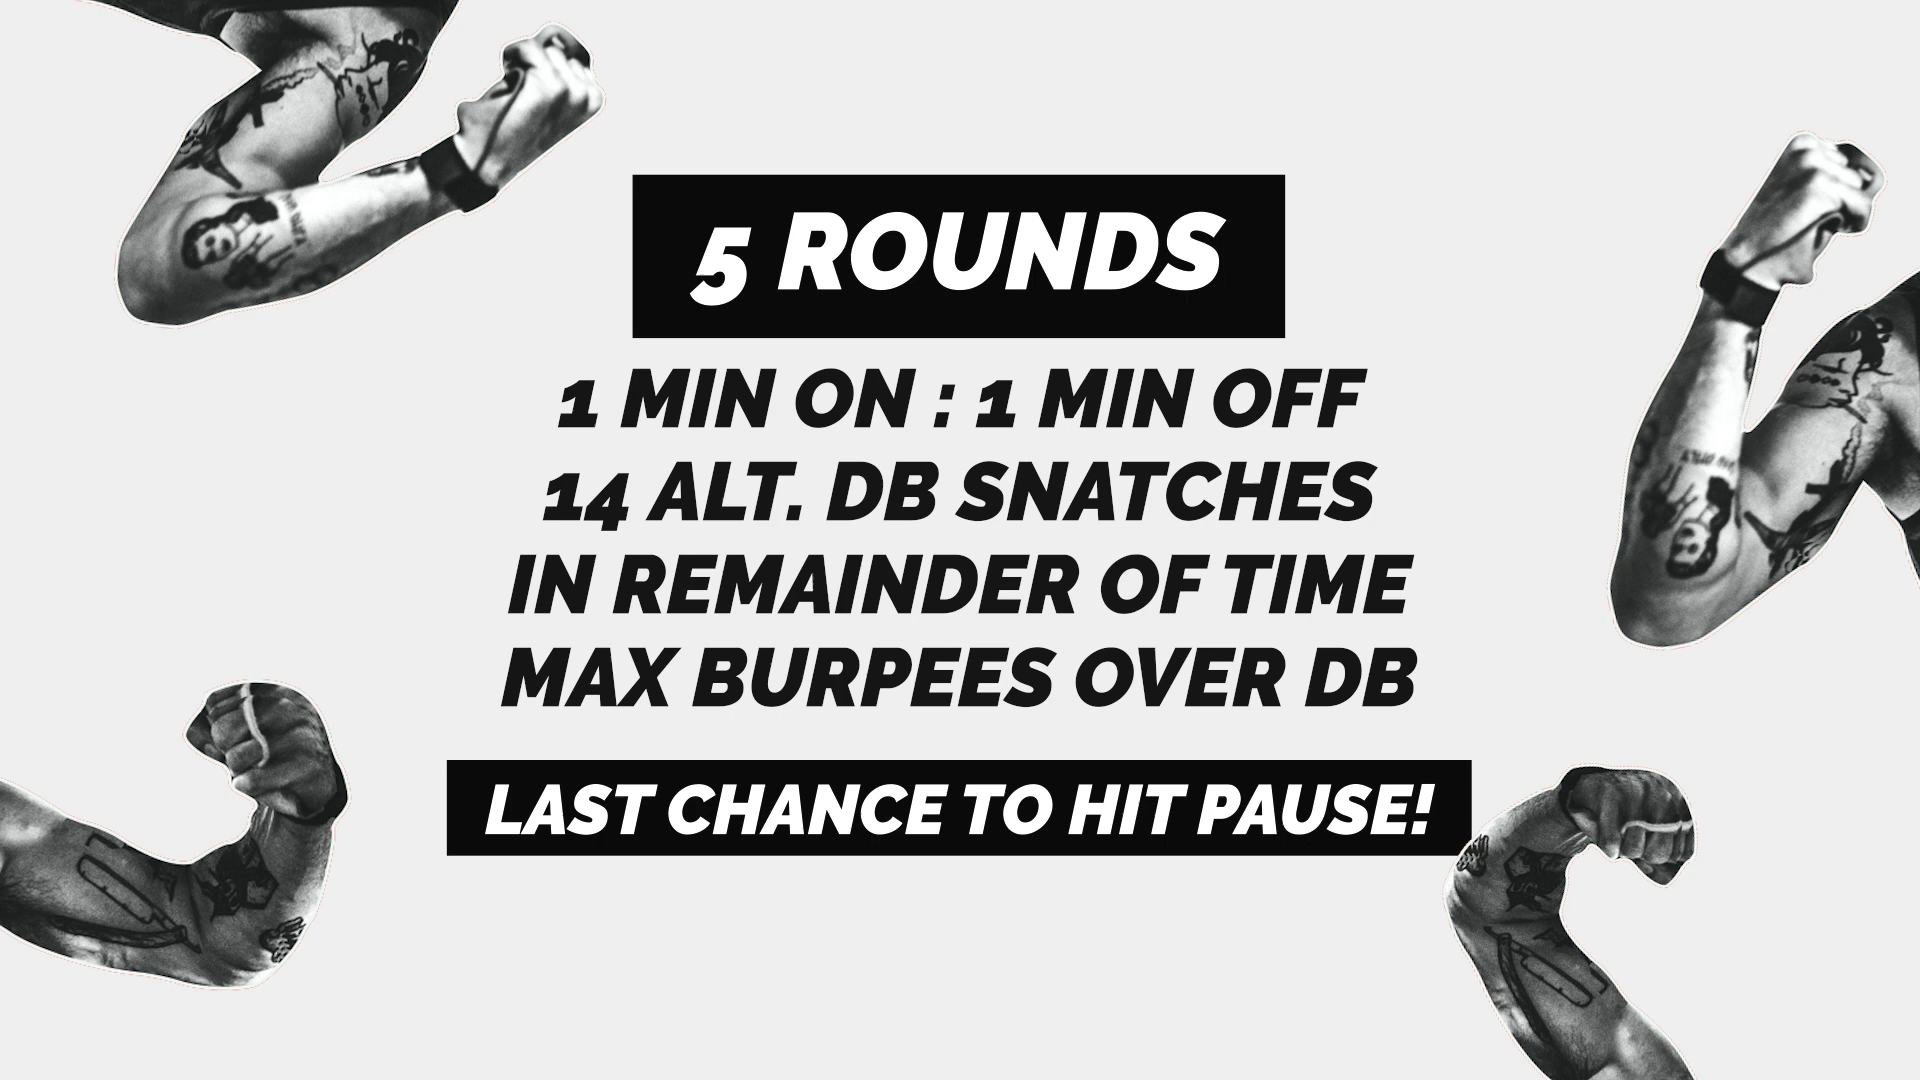 5 ROUNDS
1 MIN ON : 1 MIN OFF
14 ALT. DB SNATCHES
IN REMAINDER OF TIME
MAX BURPEES OVER DB
LAST CHANCE TO HIT PAUSE!